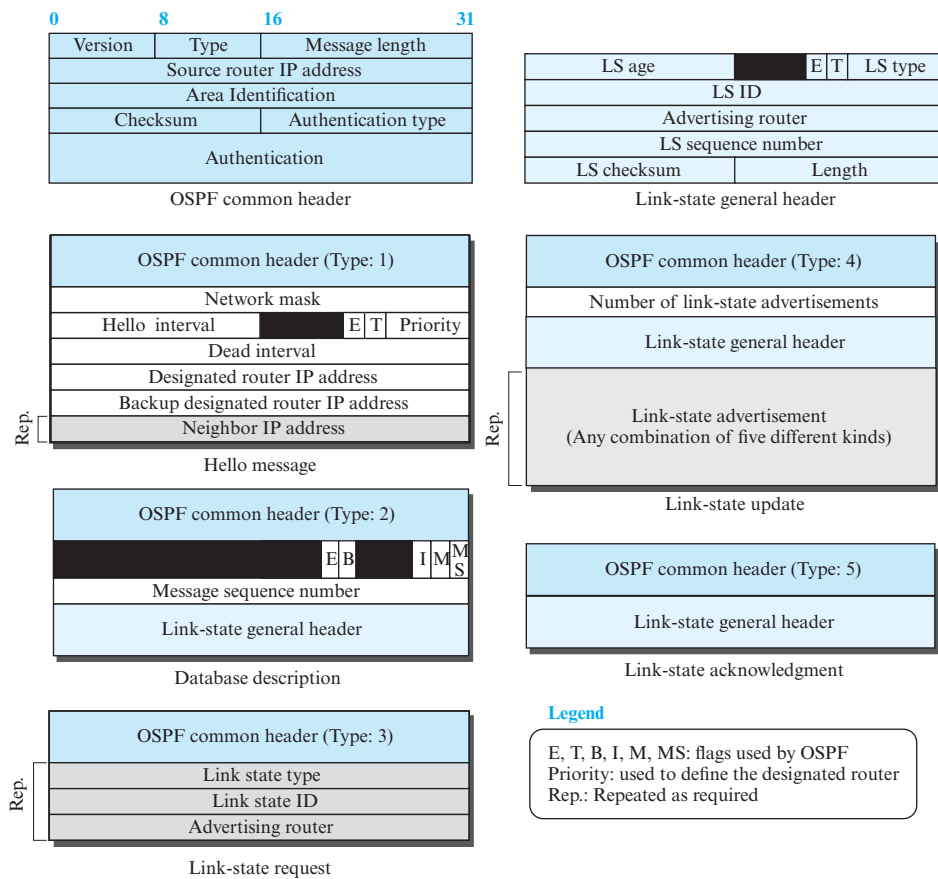 0 8 16 31
Version Type Message length
Source router IP address
Area Identification
Checksum Authentication type
Authentication
OSPF common header
LS age E T LS type
LS ID
Advertising router
LS sequence number
LS checksum Length
Link-state general header
OSPF common header (Type: 1)
Network mask
Hello interval E T Priority
Dead interval
Designated router IP address
Backup designated router IP address
Rep. Neighbor IP address
Hello message
OSPF common header (Type: 4)
Number of link-state advertisements
Link-state general header
Rep.
Link-state advertisement
(Any combination of five different kinds)
Link-state update
OSPF common header (Type: 2)
E B I M MS
Message sequence number
Link-state general header
Database description
OSPF common header (Type: 5)
Link-state general header
Link-state acknowledgment
OSPF common header (Type: 3)
Rep.
Link state type
Link state ID
Advertising router
Link-state request
Legend
E, T, B, I, M, MS: flags used by OSPF
Priority: used to define the designated router
Rep.: Repeated as required